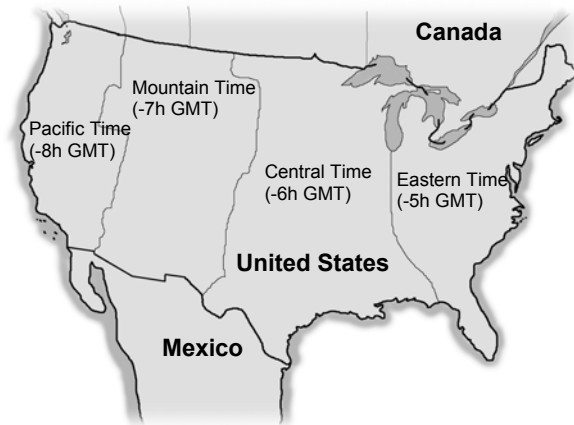 Canada
Mountain Time
(-7h GMT)
Pacific Time
(-8h GMT)
Central Time
(-6h GMT)
Eastern Time
(-5h GMT)
United States
Mexico